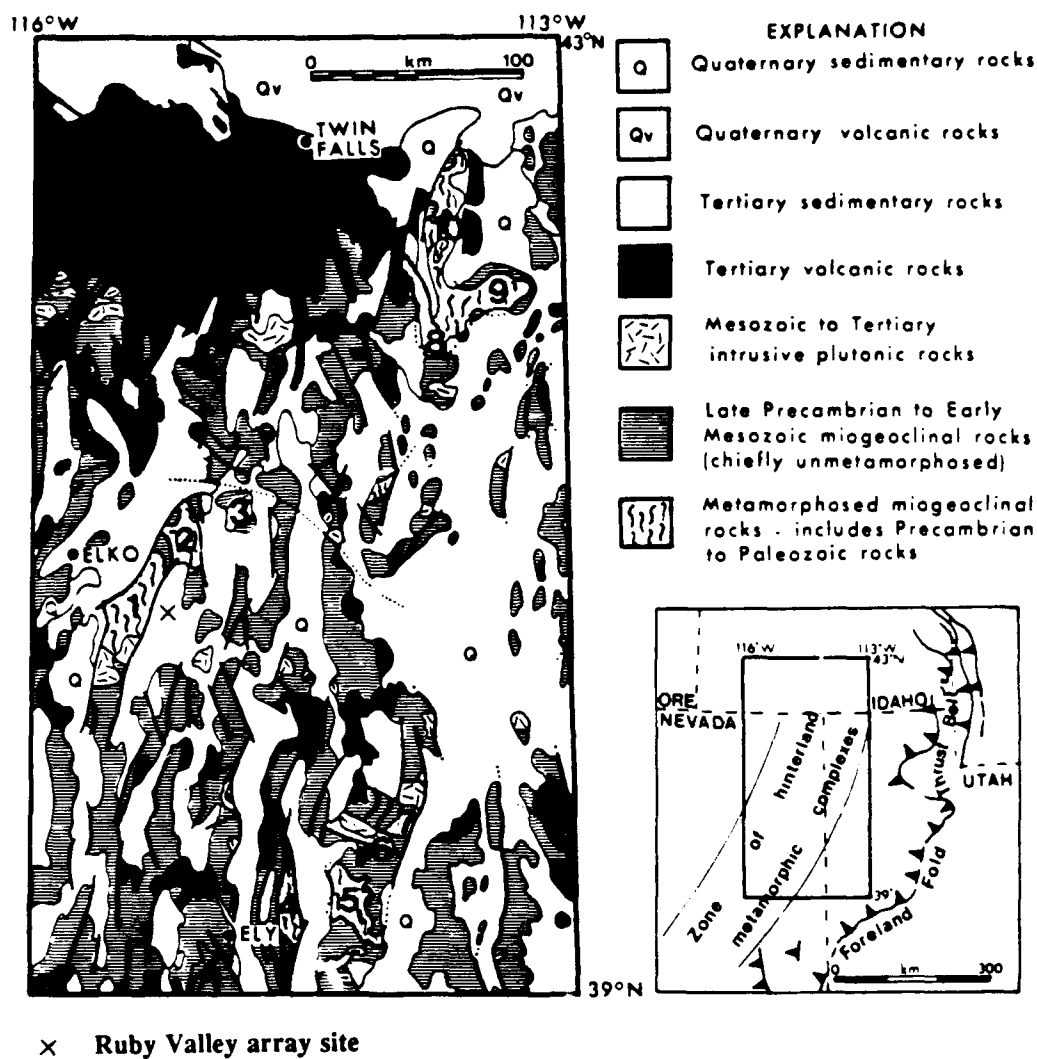 116°W
113°W
43°N
0 km 100
Qv
Qv
TWIN
FALLS
Q
Q
9
8
3
2
ELKO
×
Q
Q
Q
Q
Q
ELY
39°N
× Ruby Valley array site
EXPLANATION
Q Quaternary sedimentary rocks
Qv Quaternary volcanic rocks
Tertiary sedimentary rocks
Tertiary volcanic rocks
Mesozoic to Tertiary
intrusive plutonic rocks
Late Precambrian to Early
Mesozoic miogeoclinal rocks
(chiefly unmetamorphosed)
Metamorphosed miogeoclinal
rocks - includes Precambrian
to Paleozoic rocks
116°W
113°W
43°N
ORE.
NEVADA
IDAHO
UTAH
Zone of hinterland
metamorphic complexes
Foreland Fold Thrust Belt
39°
0 km 300